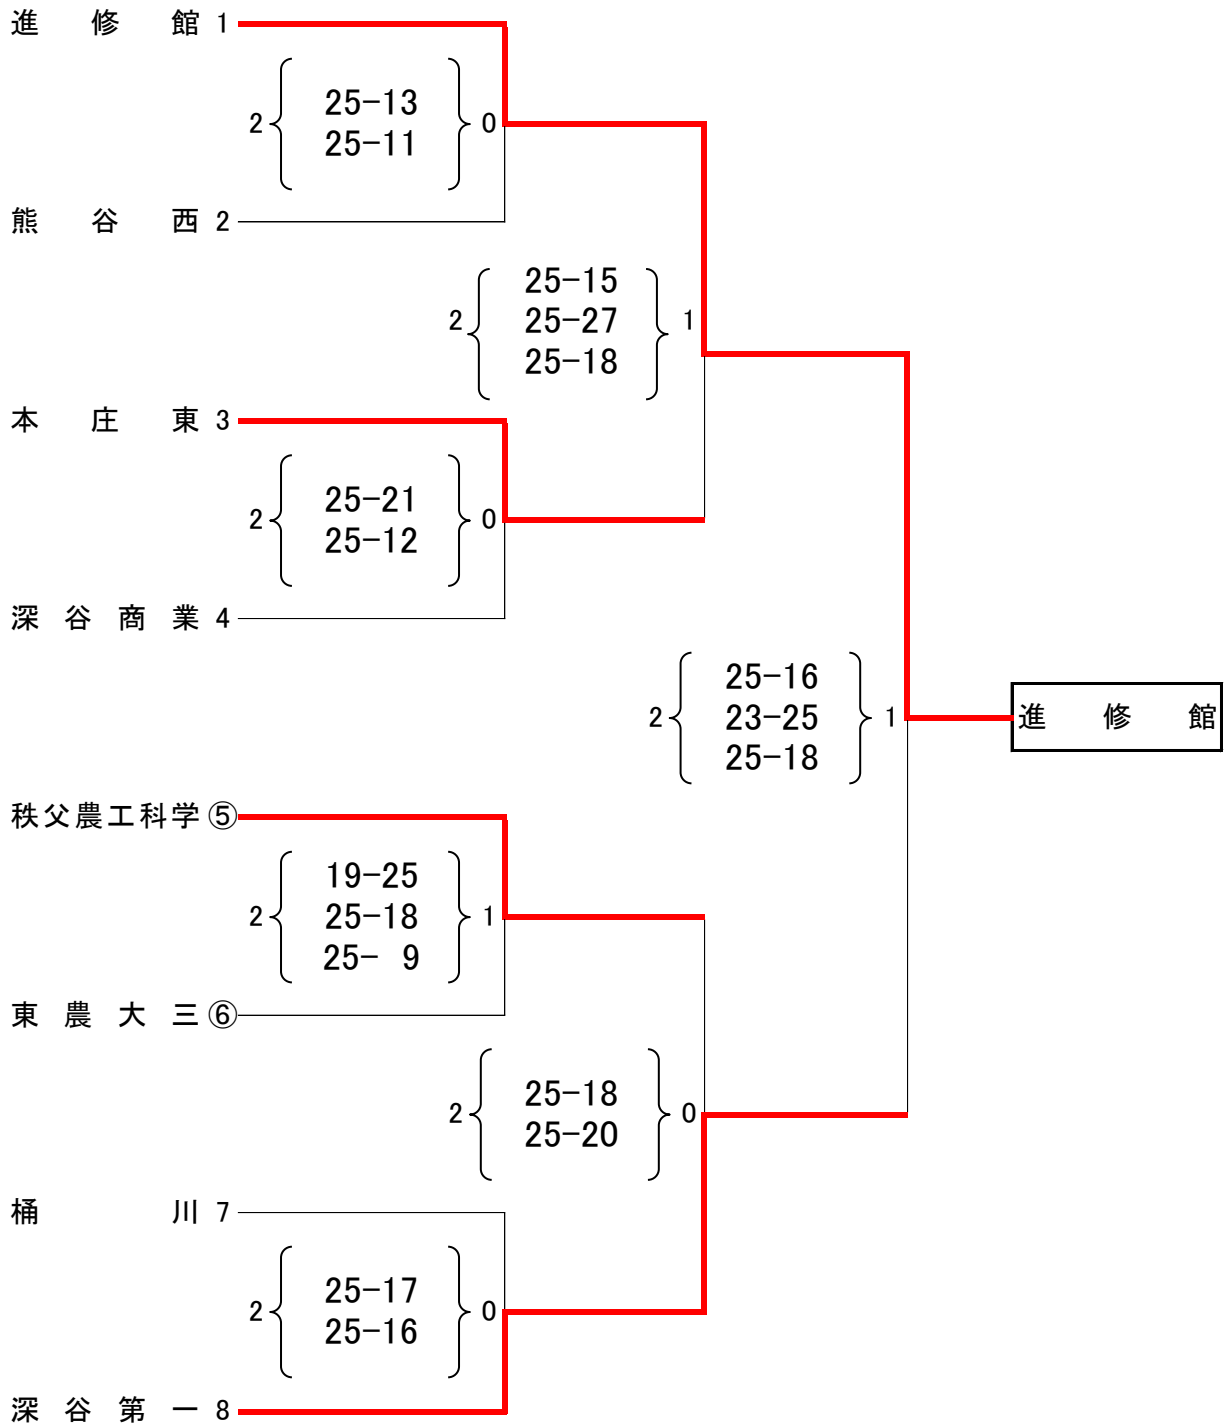 進修館 1
2 25-13 0
25-11
熊谷西 2
2 25-15 1
25-27
25-18
本庄東 3
2 25-21 0
25-12
深谷商業 4
2 25-16 1
23-25
25-18
進修館
秩父農工科学 ⑤
2 19-25 1
25-18
25- 9
東農大三 ⑥
2 25-18 0
25-20
桶川 7
2 25-17 0
25-16
深谷第一 8